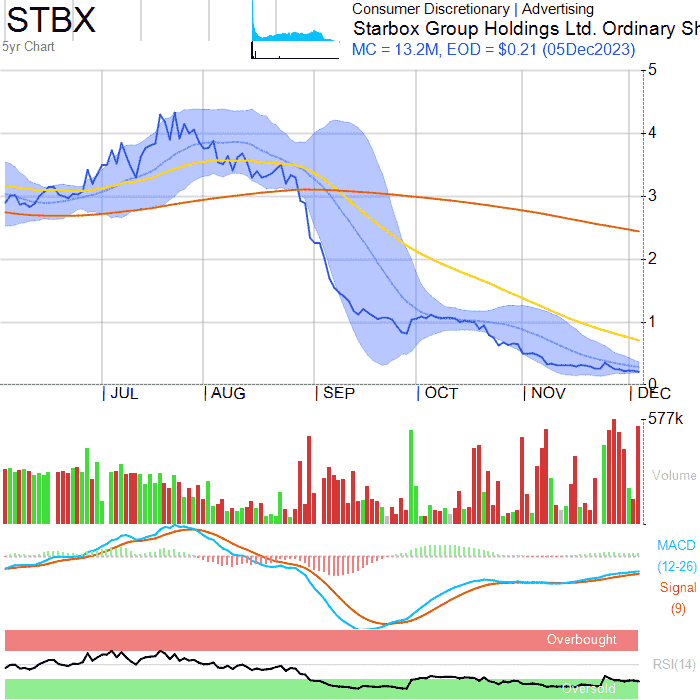 STBX
5yr Chart
Consumer Discretionary | Advertising
Starbox Group Holdings Ltd. Ordinary Sh
MC = 13.2M, EOD = $0.21 (05Dec2023)
5
4
3
2
1
0
JUL AUG SEP OCT NOV DEC
577k
Volume
MACD
(12-26)
Signal
(9)
Overbought
RSI(14)
Oversold